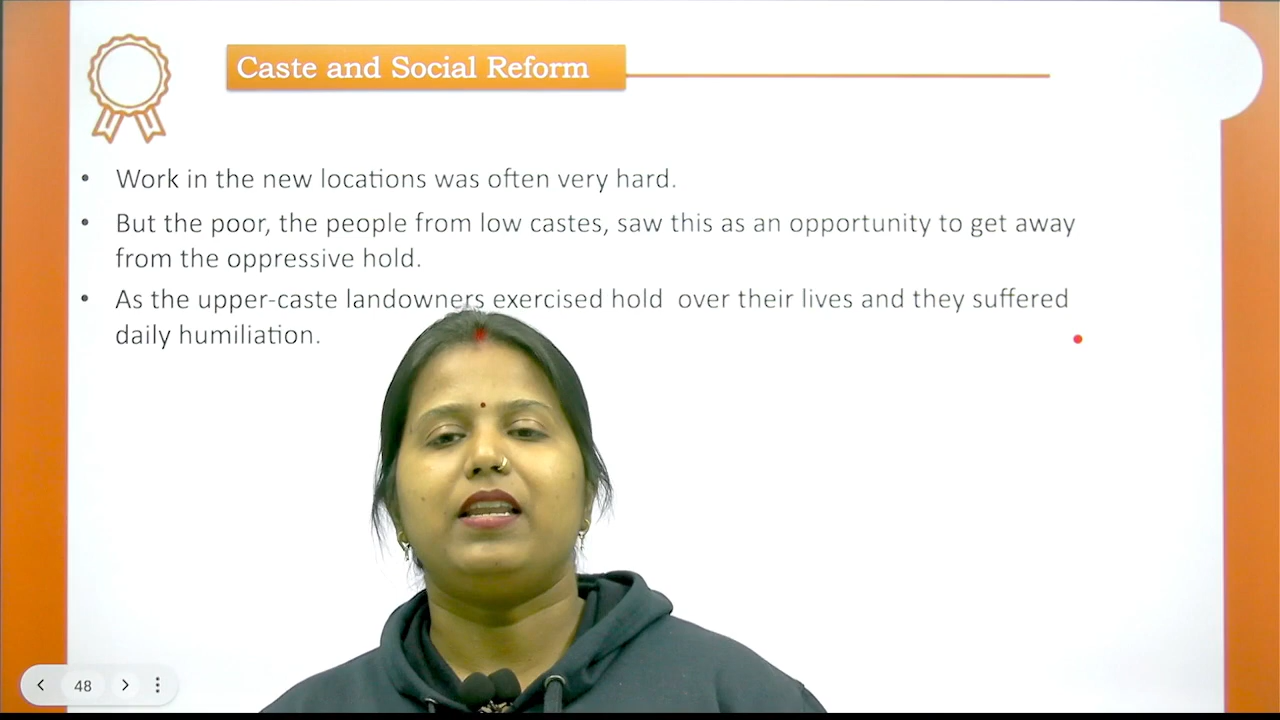 Caste and Social Reform
• Work in the new locations was often very hard.
• But the poor, the people from low castes, saw this as an opportunity to get away
from the oppressive hold.
• As the upper-caste landowners exercised hold over their lives and they suffered
daily humiliation.
48